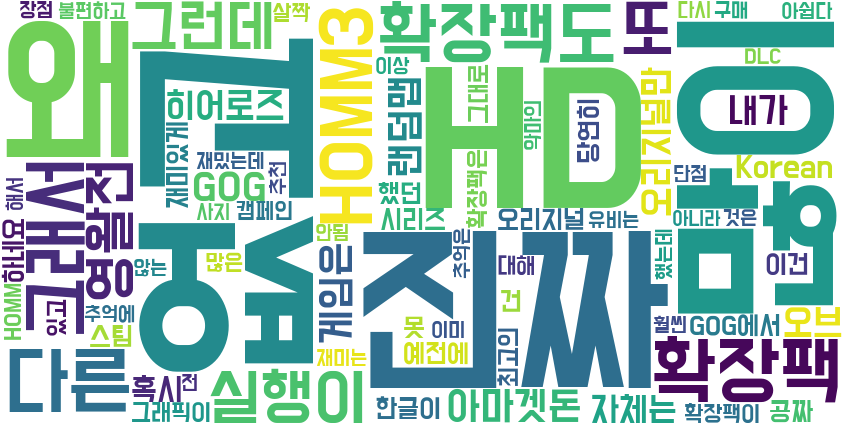 장점
불편하고
그런데
살짝
HOMM3
확장팩도
또
다시
구매
아쉽다
DLC
왜
이상
HD
그대로
악마의
당연히
내가
히어로즈
재미있게
재밌는데
추천
GOG
사지
캠페인
랜덤맵
했던
시리즈
확장팩은
오리지널만
Korean
단점
오리지널
유비는
아니라
것은
이건
해서
하네요
그래서
영웅전
있고
HOMM
추억에
스팀
않는
많은
안됨
게임은
진짜
추억은
대해
건
못
이미
예전에
최고의
했는데
훨씬
GOG에서
오브
다른
혹시
전
그래픽이
실행이
재미는
한글이
아마겟돈
자체는
확장팩
확장팩이
공짜